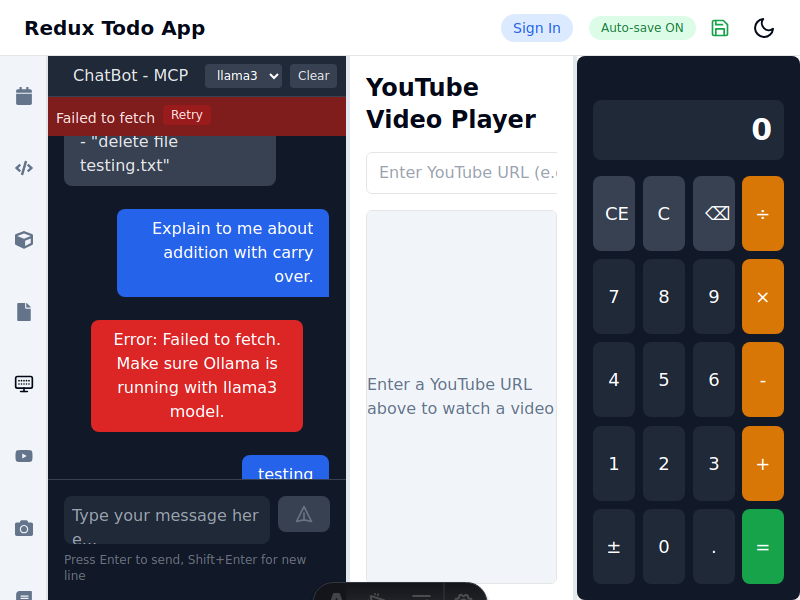 Redux Todo App
Sign In
Auto-save ON
ChatBot - MCP
llama3
Clear
Failed to fetch
Retry
- "delete file
testing.txt"
Explain to me about
addition with carry
over.
Error: Failed to fetch.
Make sure Ollama is
running with llama3
model.
testing
Type your message her
e...
Press Enter to send, Shift+Enter for new
line
YouTube
Video Player
Enter YouTube URL (e.
Enter a YouTube URL
above to watch a video
0
CE
C
⌫
÷
7
8
9
×
4
5
6
-
1
2
3
+
±
0
.
=